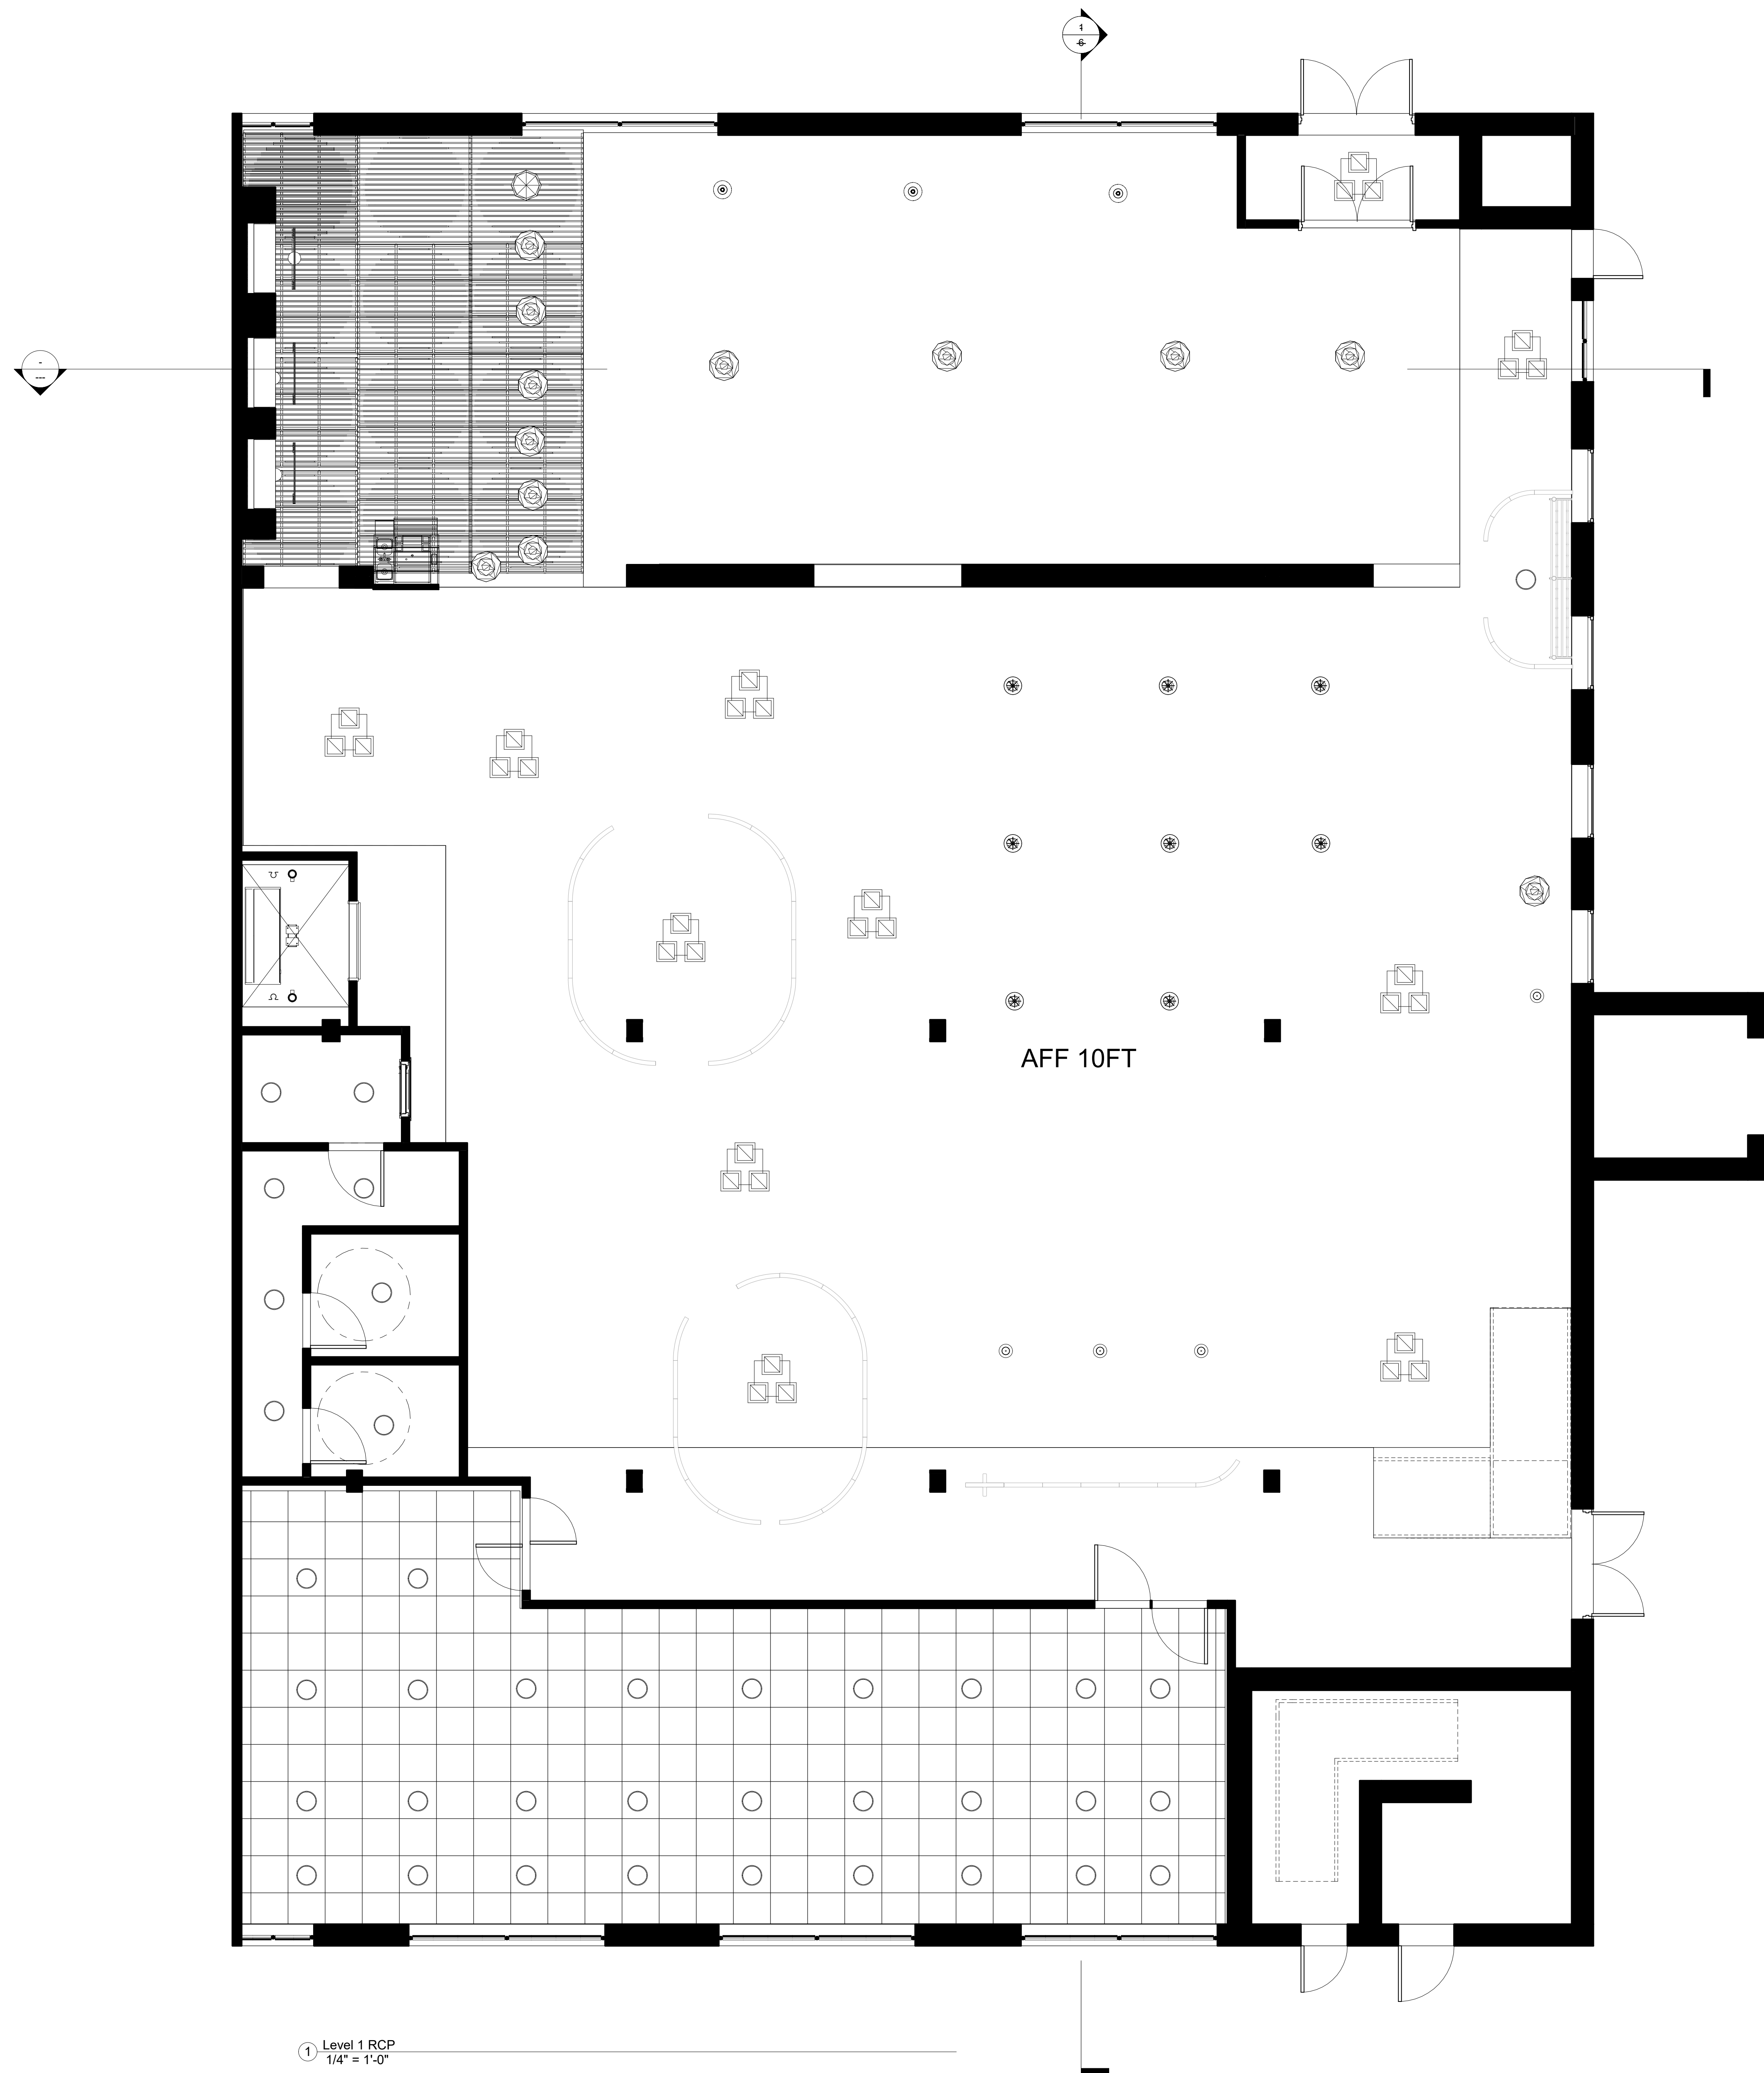 1
6
-
---
AFF 10FT
1
Level 1 RCP
1/4" = 1'-0"